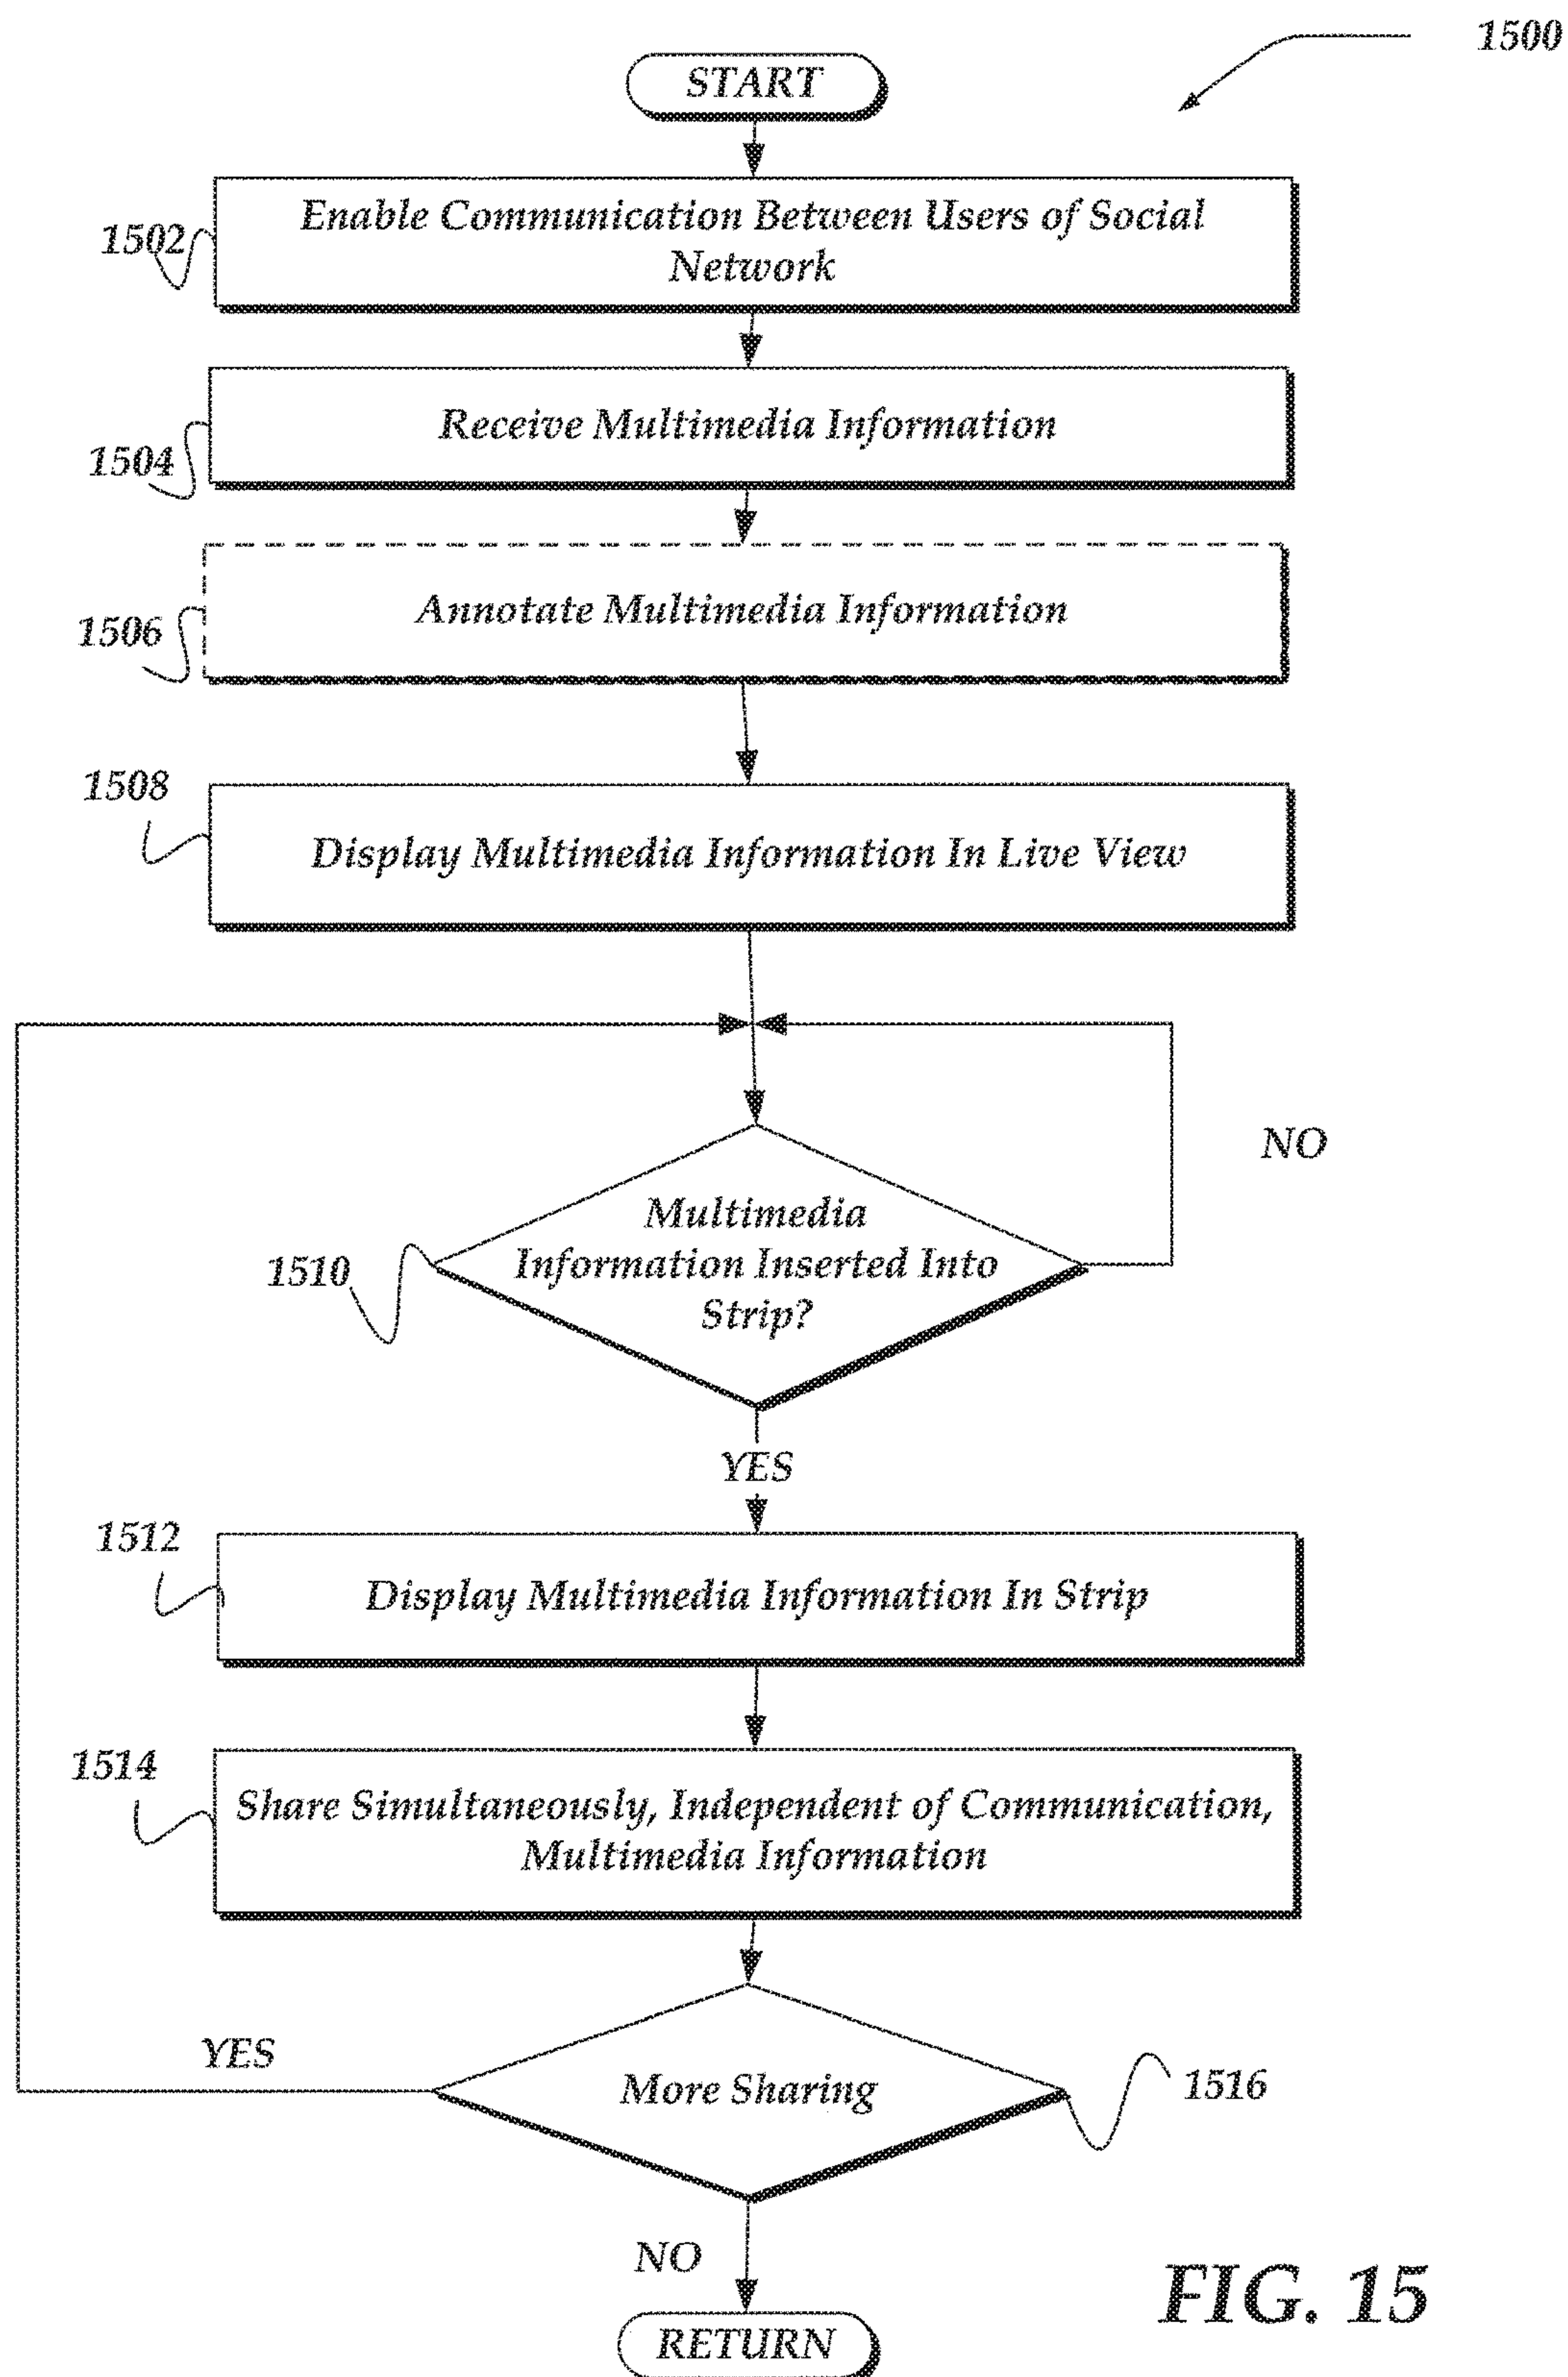 1500
START
1502
Enable Communication Between Users of Social
Network
Receive Multimedia Information
1504
Annotate Multimedia Information
1506
1508
Display Multimedia Information In Live View
NO
1510
Multimedia
Information Inserted Into
Strip?
YES
1512
Display Multimedia Information In Strip
1514
Share Simultaneously, Independent of Communication,
Multimedia Information
YES
More Sharing
1516
NO
RETURN
FIG. 15